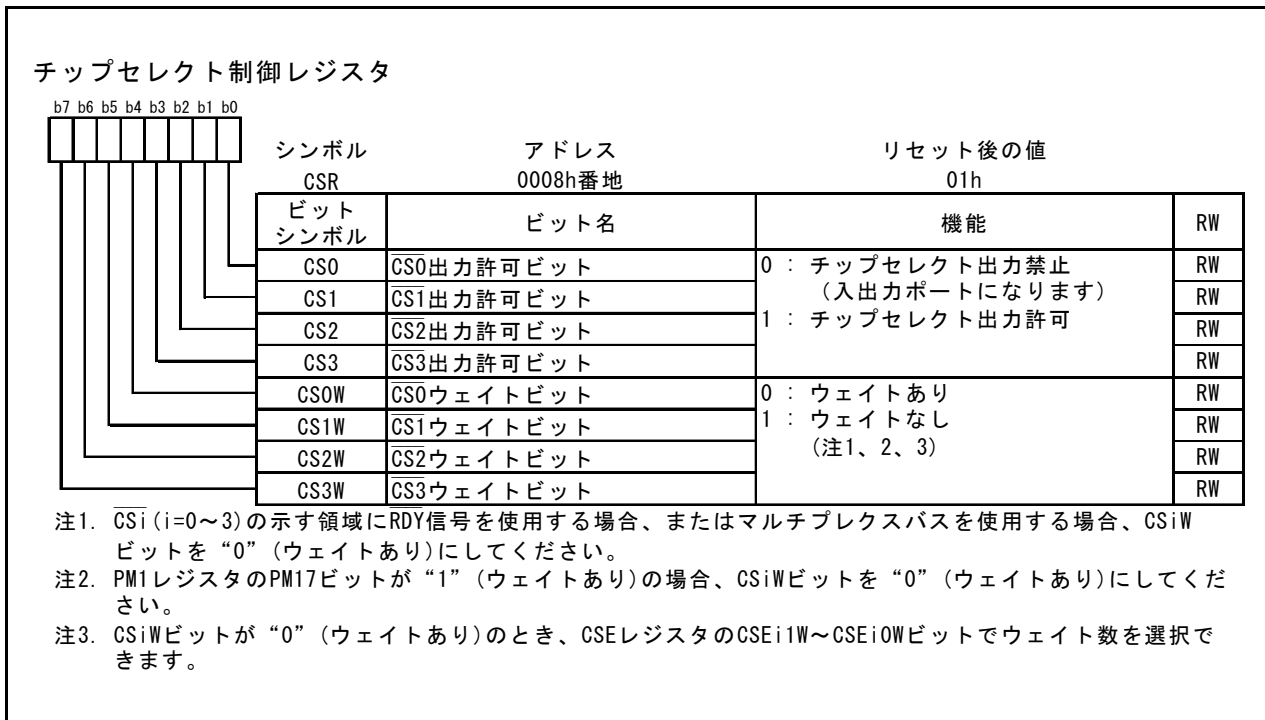 チップセレクト制御レジスタ
b7 b6 b5 b4 b3 b2 b1 b0
シンボル アドレス リセット後の値
CSR 0008h番地 01h
ビット
シンボル ビット名 機能 RW
CS0 CS0出力許可ビット 0 : チップセレクト出力禁止 RW
CS1 CS1出力許可ビット (入出力ポートになります) RW
CS2 CS2出力許可ビット 1 : チップセレクト出力許可 RW
CS3 CS3出力許可ビット RW
CS0W CS0ウェイトビット 0 : ウェイトあり RW
CS1W CS1ウェイトビット 1 : ウェイトなし RW
CS2W CS2ウェイトビット (注1、2、3) RW
CS3W CS3ウェイトビット RW
注1. CSi(i=0～3)の示す領域にRDY信号を使用する場合、またはマルチプレクスバスを使用する場合、CSiW
ビットを“0”(ウェイトあり)にしてください。
注2. PM1レジスタのPM17ビットが“1”(ウェイトあり)の場合、CSiWビットを“0”(ウェイトあり)にしてくだ
さい。
注3. CSiWビットが“0”(ウェイトあり)のとき、CSEレジスタのCSEi1W～CSEi0Wビットでウェイト数を選択で
きます。